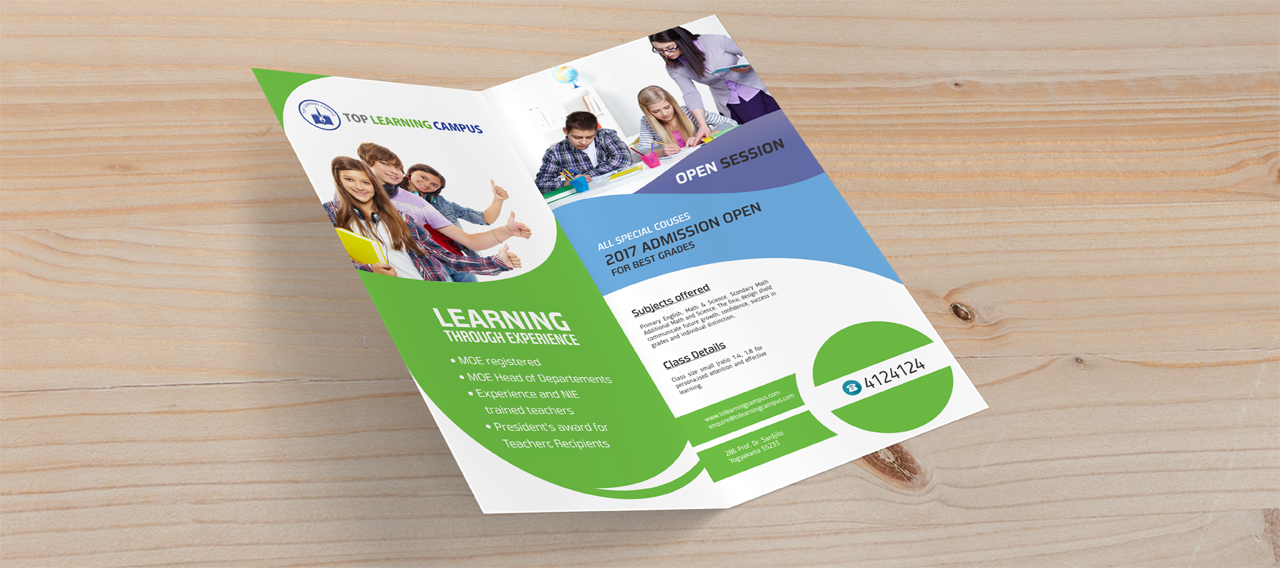 TOP LEARNING CAMPUS
LEARNING
THROUGH EXPERIENCE
• MOE registered
• MOE Head of Departements
• Experience and NIE
trained teachers
• President's award for
Teacherc Recipients
OPEN SESSION
ALL SPECIAL COUSES
2017 ADMISSION OPEN
FOR BEST GRADES
Subjects offered
Primary English, Math & Science, Scondary Math
Additional Math and Science. The fina; design shold
communicate future growth, confidence, success in
grades and individual distinction.
Class Details
Class size small (ratio 1:4, 1:8 for
personalised attention and effective
learning.
www.tolearningcampus.com
enquire@tolearningcampus.com
286 Prof. Dr. Sardjito
Yogyakarta 55233
4124124